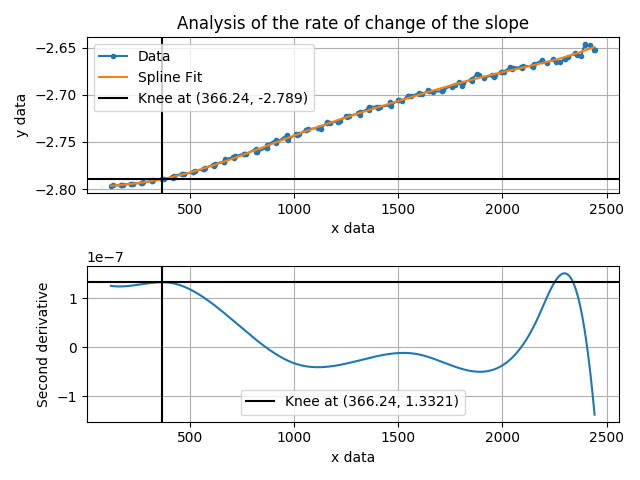 Analysis of the rate of change of the slope
Data
Spline Fit
Knee at (366.24, -2.789)
y data
−2.65
−2.70
−2.75
−2.80
500
1000
1500
2000
2500
x data
1e−7
Second derivative
1
0
−1
Knee at (366.24, 1.3321)
500
1000
1500
2000
2500
x data